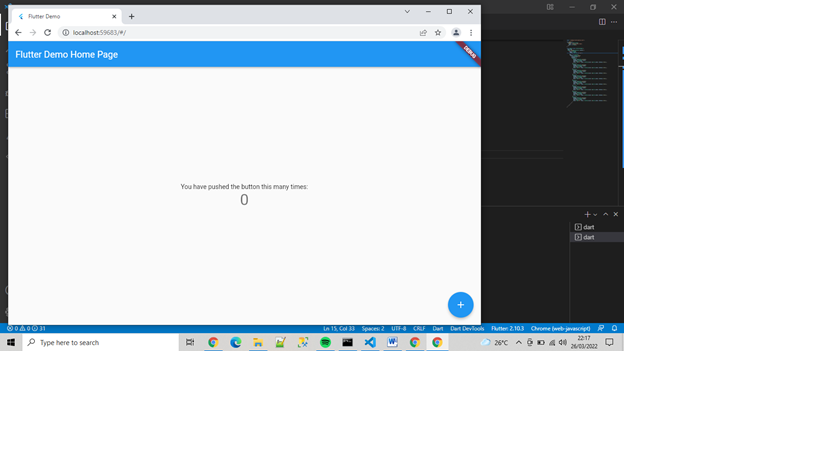 Flutter Demo
localhost:59683/#/
Flutter Demo Home Page
DEBUG
You have pushed the button this many times:
0
dart
dart
0 0 31
Ln 15, Col 33 Spaces: 2 UTF-8 CRLF Dart Dart DevTools Flutter: 2.10.3 Chrome (web-javascript)
Type here to search
26°C
22:17
26/03/2022